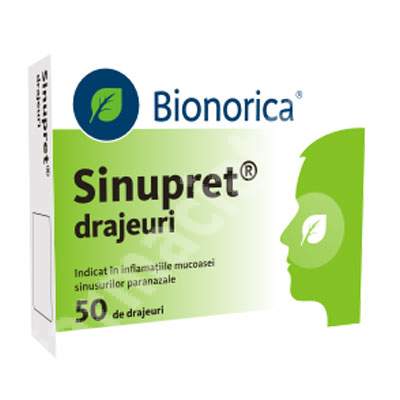 Sinupret®
drajeuri
Bionorica®
Sinupret®
drajeuri
Indicat în inflamațiile mucoasei
sinusurilor paranazale
50 de drajeuri